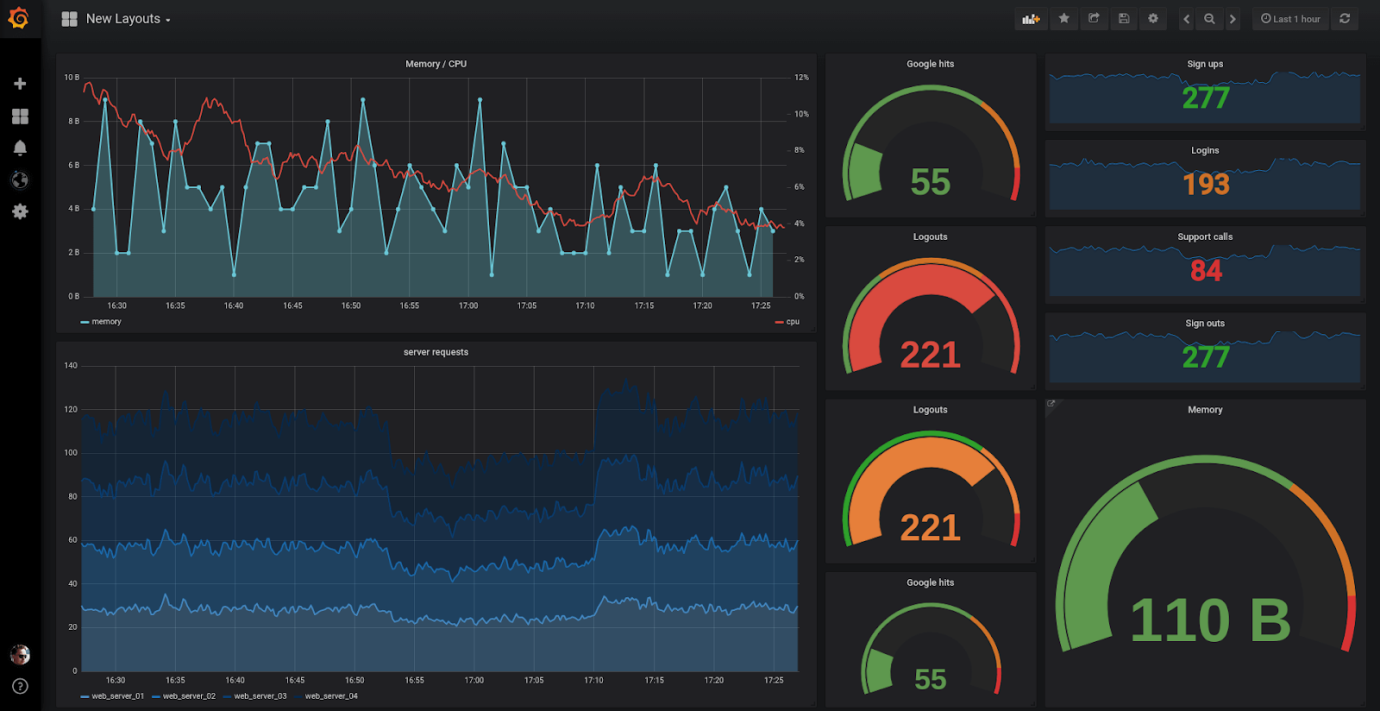 New Layouts
Last 1 hour
Memory / CPU
10 B
8 B
6 B
4 B
2 B
0 B
12%
10%
8%
6%
4%
2%
0%
16:30 16:35 16:40 16:45 16:50 16:55 17:00 17:05 17:10 17:15 17:20 17:25
memory
cpu
server requests
140
120
100
80
60
40
20
0
16:30 16:35 16:40 16:45 16:50 16:55 17:00 17:05 17:10 17:15 17:20 17:25
web_server_01 web_server_02 web_server_03 web_server_04
Google hits
55
Logouts
221
Logouts
221
Google hits
55
Sign ups
277
Logins
193
Support calls
84
Sign outs
277
Memory
110 B